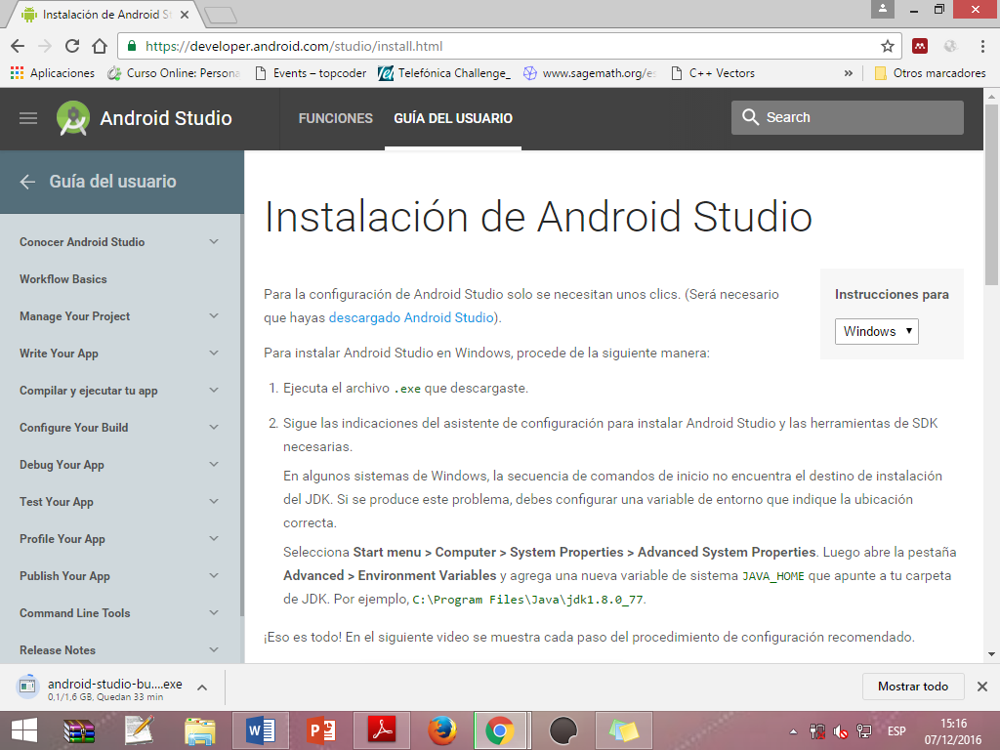 Instalación de Android St
https://developer.android.com/studio/install.html
Aplicaciones
Curso Online: Persona
Events – topcoder
Telefónica Challenge_
www.sagemath.org/es
C++ Vectors
»
Otros marcadores
Android Studio
FUNCIONES
GUÍA DEL USUARIO
Search
Guía del usuario
Conocer Android Studio
Workflow Basics
Manage Your Project
Write Your App
Compilar y ejecutar tu app
Configure Your Build
Debug Your App
Test Your App
Profile Your App
Publish Your App
Command Line Tools
Release Notes
Instalación de Android Studio
Para la configuración de Android Studio solo se necesitan unos clics. (Será necesario
que hayas descargado Android Studio).
Instrucciones para
Windows
Para instalar Android Studio en Windows, procede de la siguiente manera:
1. Ejecuta el archivo .exe que descargaste.
2. Sigue las indicaciones del asistente de configuración para instalar Android Studio y las herramientas de SDK
necesarias.
En algunos sistemas de Windows, la secuencia de comandos de inicio no encuentra el destino de instalación
del JDK. Si se produce este problema, debes configurar una variable de entorno que indique la ubicación
correcta.
Selecciona Start menu > Computer > System Properties > Advanced System Properties. Luego abre la pestaña
Advanced > Environment Variables y agrega una nueva variable de sistema JAVA_HOME que apunte a tu carpeta
de JDK. Por ejemplo, C:\Program Files\Java\jdk1.8.0_77.
¡Eso es todo! En el siguiente video se muestra cada paso del procedimiento de configuración recomendado.
android-studio-bu....exe
0,1/1,6 GB, Quedan 33 min
Mostrar todo
ESP
15:16
07/12/2016